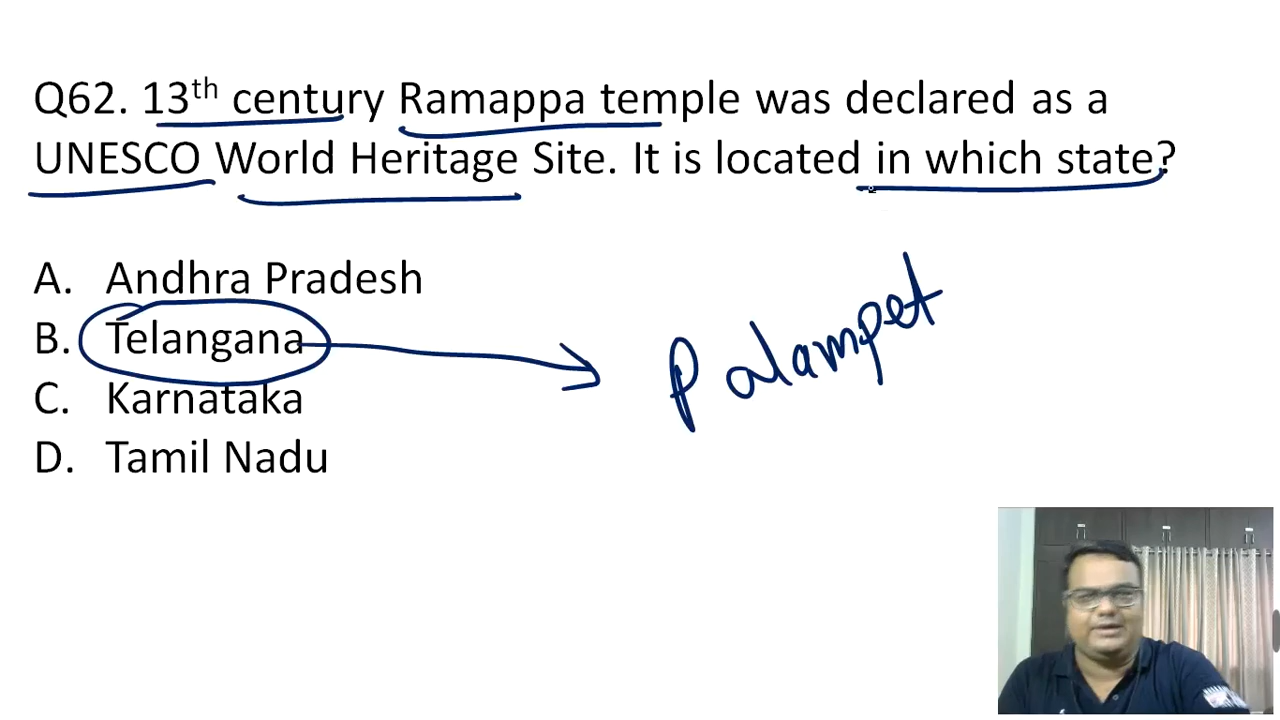 Q62. 13th century Ramappa temple was declared as a
UNESCO World Heritage Site. It is located in which state?
A. Andhra Pradesh
B. Telangana
Palampet
C. Karnataka
D. Tamil Nadu